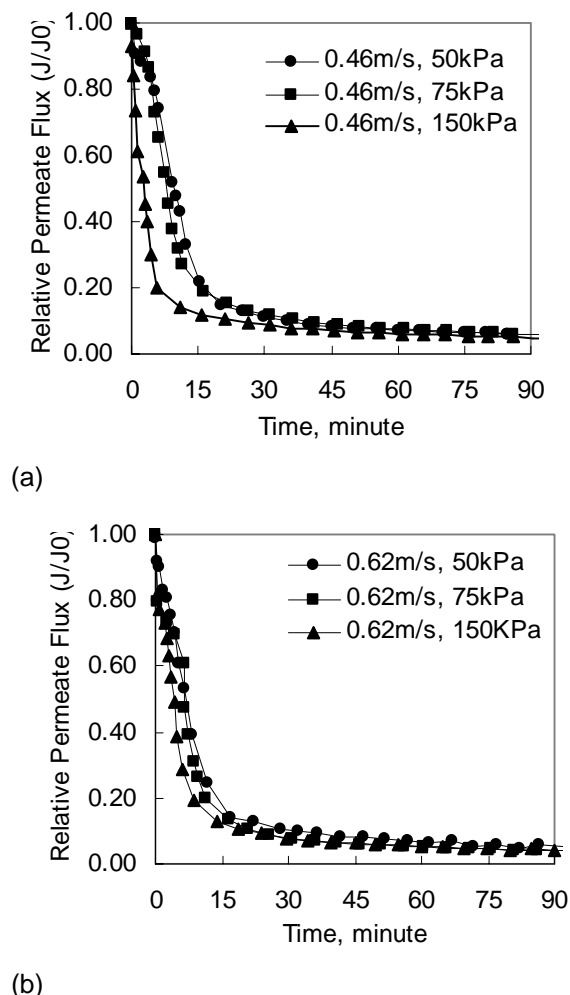 Relative Permeate Flux (J/J0)
1.00
0.80
0.60
0.40
0.20
0.00
0.46m/s, 50kPa
0.46m/s, 75kPa
0.46m/s, 150kPa
0 15 30 45 60 75 90
Time, minute
(a)
Relative Permeate Flux (J/J0)
1.00
0.80
0.60
0.40
0.20
0.00
0.62m/s, 50kPa
0.62m/s, 75kPa
0.62m/s, 150KPa
0 15 30 45 60 75 90
Time, minute
(b)